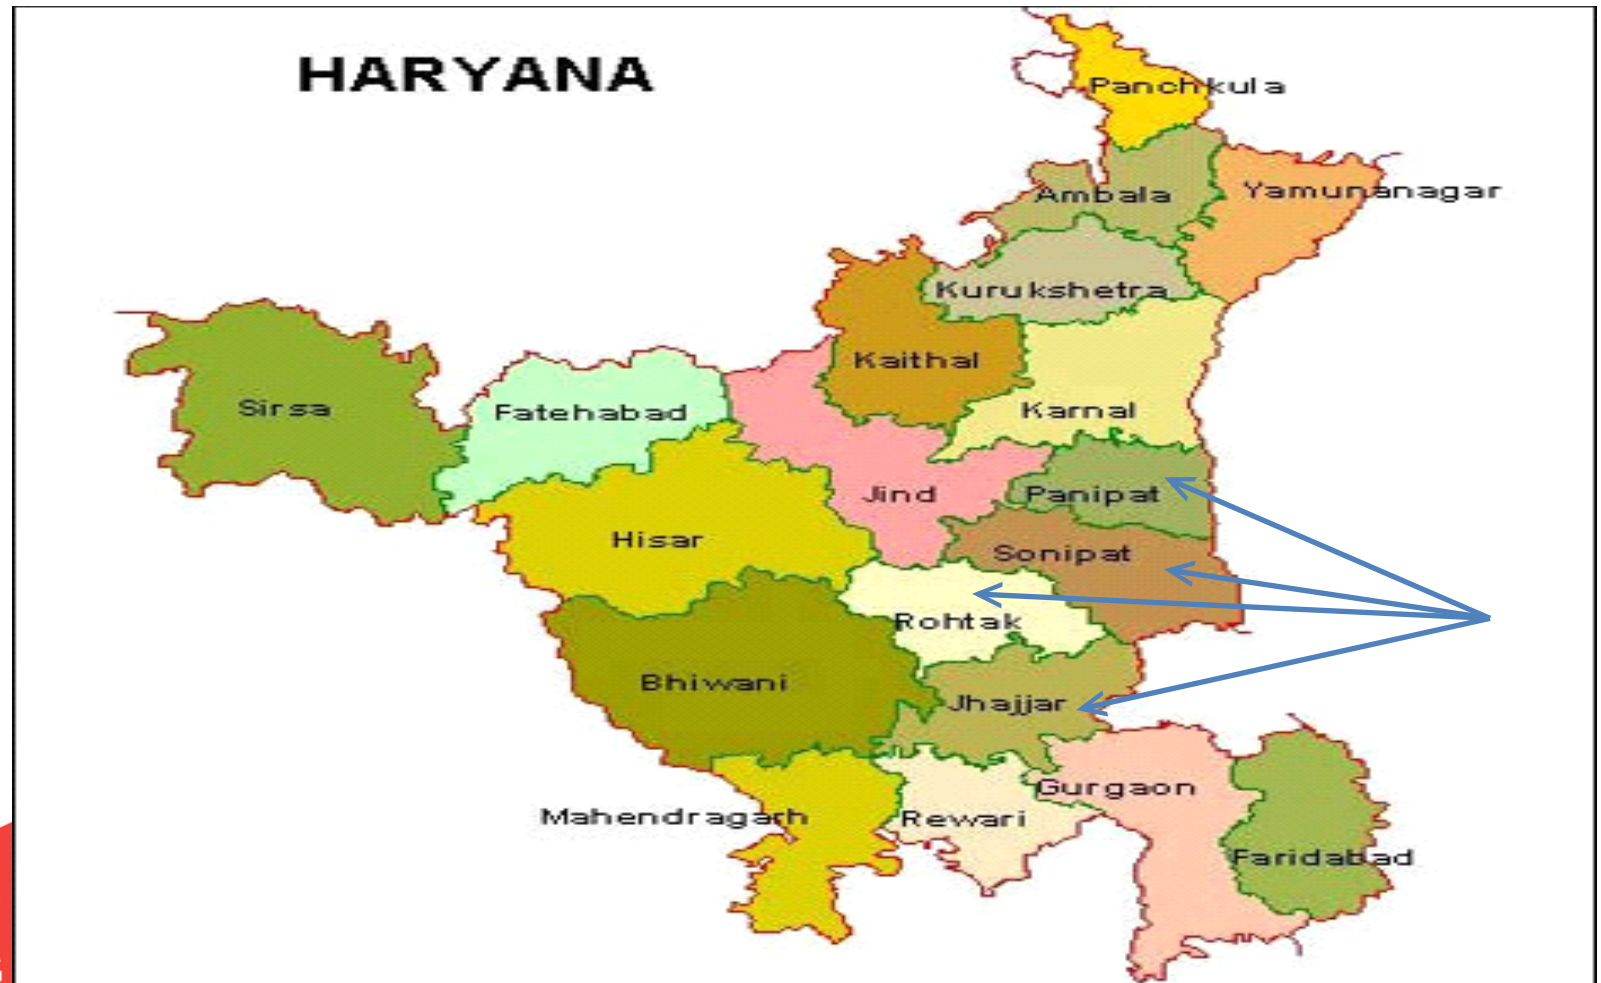 HARYANA
Panchkula
Ambala
Yamunanagar
Kurukshetra
Kaithal
Sirsa
Fatehabad
Karnal
Jind
Panipat
Hisar
Sonipat
Rohtak
Bhiwani
Jhajjar
Gurgaon
Mahendragarh
Rewari
Faridabad